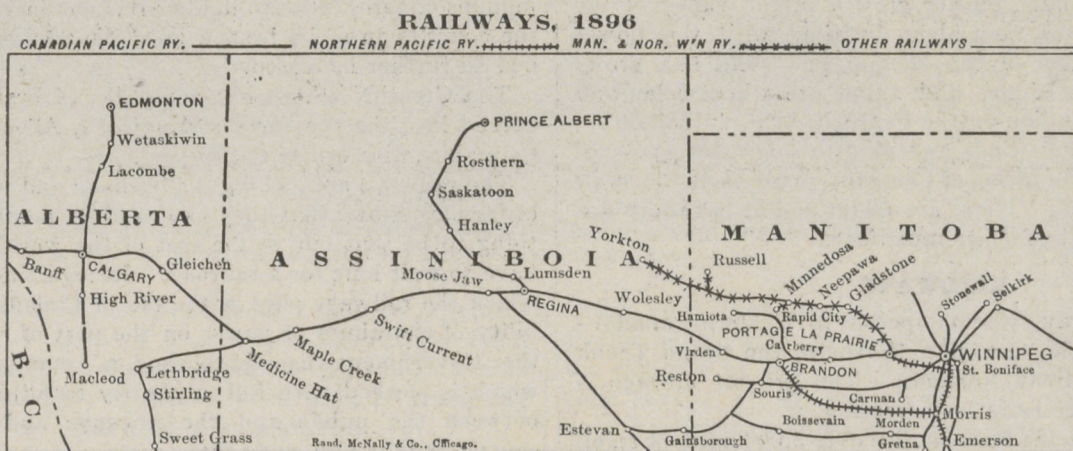 RAILWAYS, 1896
CANADIAN PACIFIC RY. NORTHERN PACIFIC RY. MAN. & NOR. W'N RY. OTHER RAILWAYS
EDMONTON
Wetaskiwin
Lacombe
ALBERTA
Banff
CALGARY
Gleichen
High River
Macleod
Lethbridge
Stirling
Sweet Grass
B C
Medicine Hat
Maple Creek
Swift Current
ASSINIBOIA
PRINCE ALBERT
Rosthern
Saskatoon
Hanley
Moose Jaw
Lumsden
REGINA
Wolesley
Yorkton
Russell
MANITOBA
Minnedosa
Neepawa
Gladstone
Hamiota
Rapid City
PORTAGE LA PRAIRIE
Carberry
Virden
BRANDON
Reston
Souris
Carman
Boissevain
Morden
Gretna
Estevan
Gainsborough
Stonewall
Selkirk
WINNIPEG
St. Boniface
Morris
Emerson
Rand, McNally & Co., Chicago.